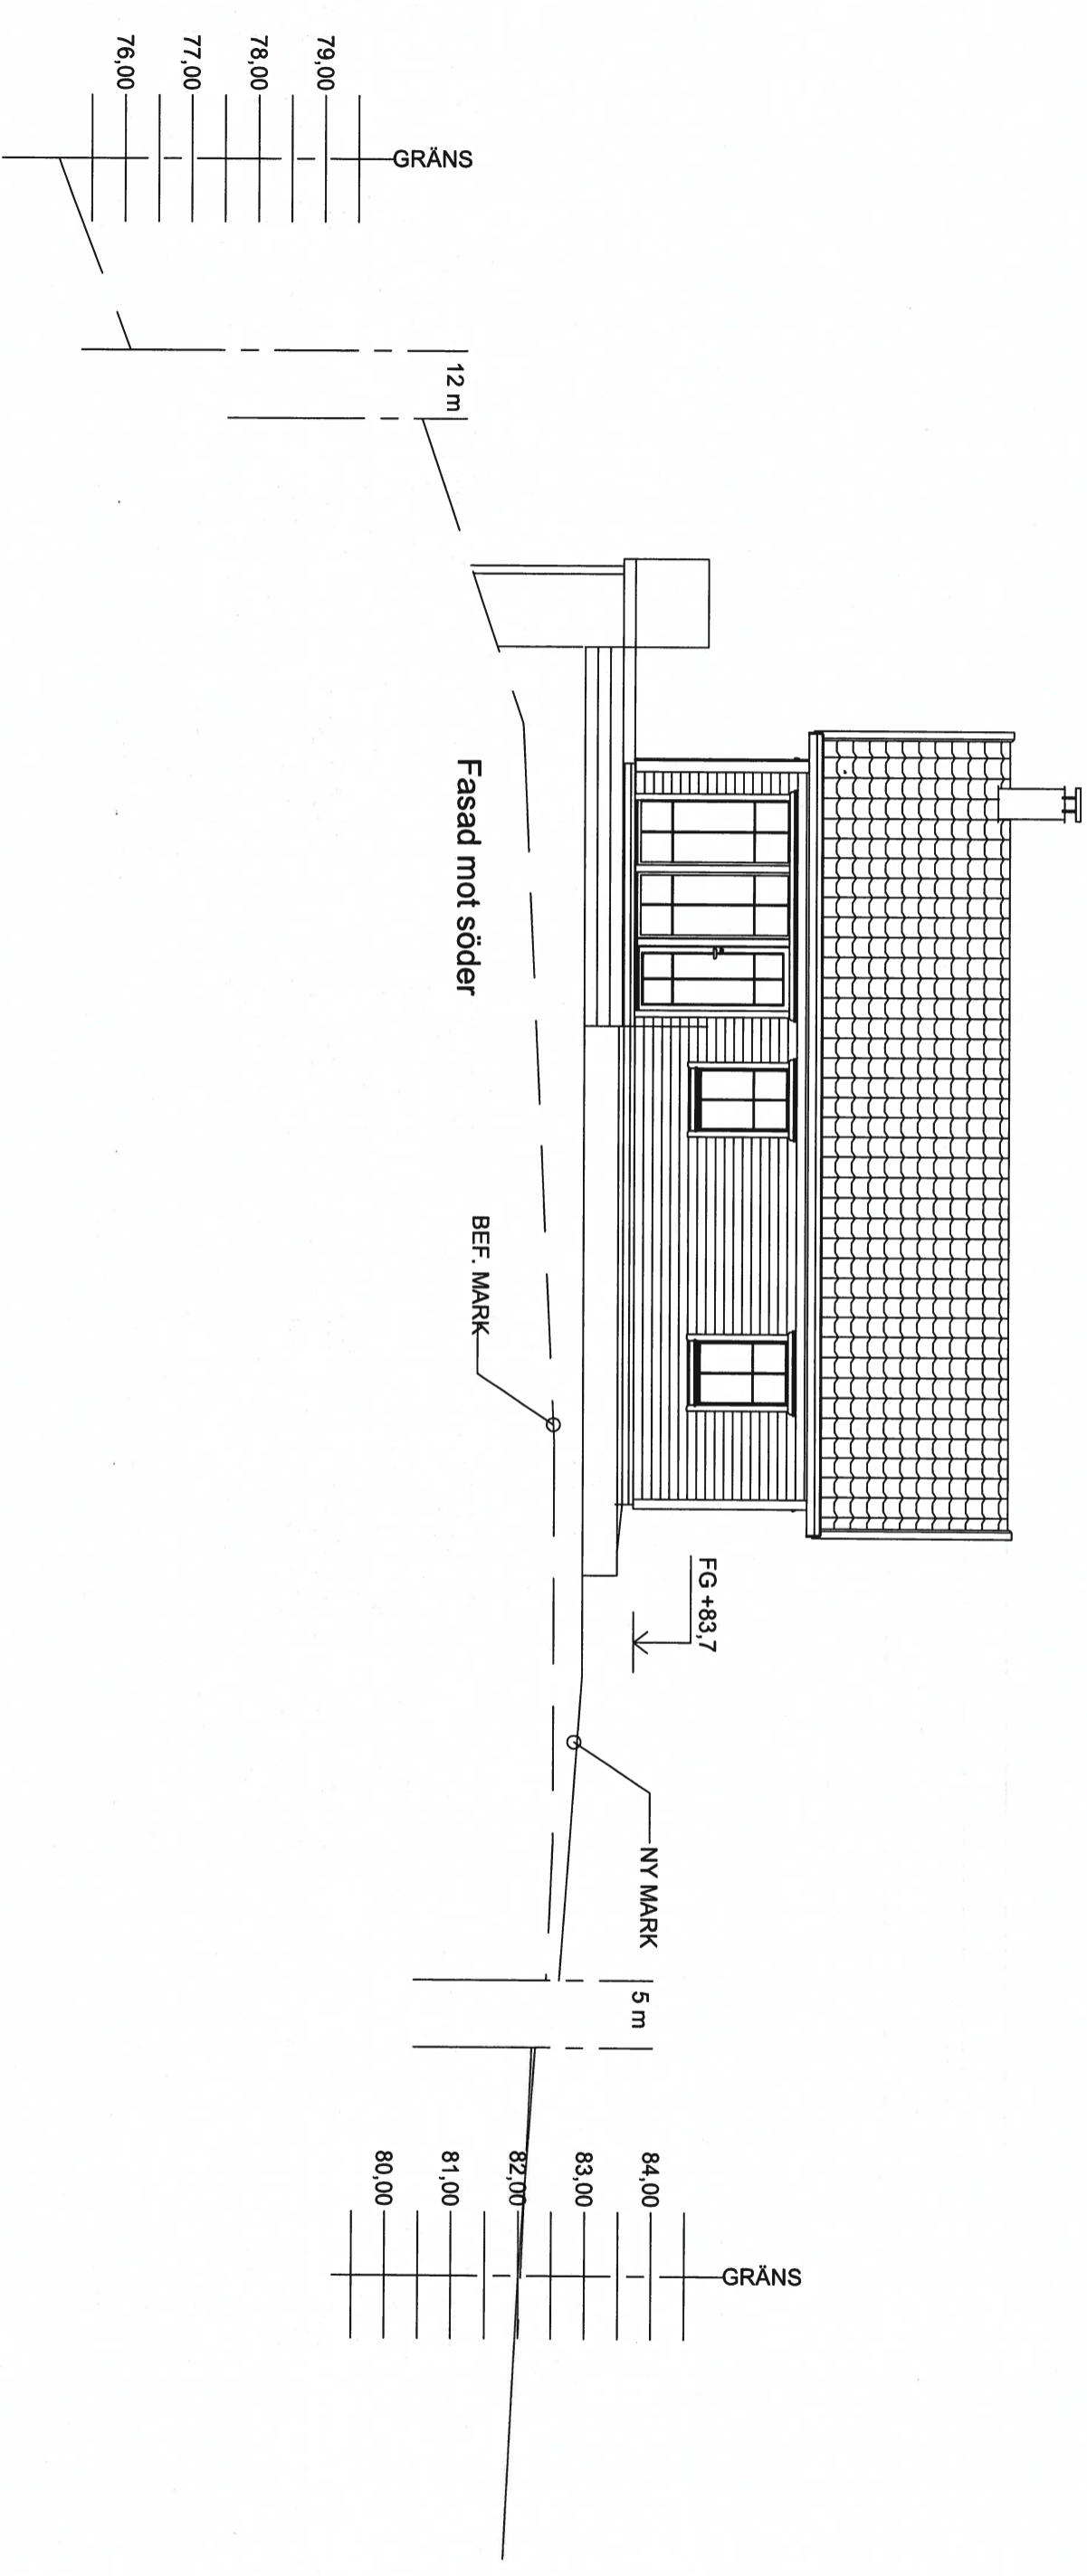 GRÄNS
79,00
78,00
77,00
76,00
12 m
Fasad mot söder
BEF. MARK
FG +83,7
NY MARK
5 m
GRÄNS
84,00
83,00
82,00
81,00
80,00